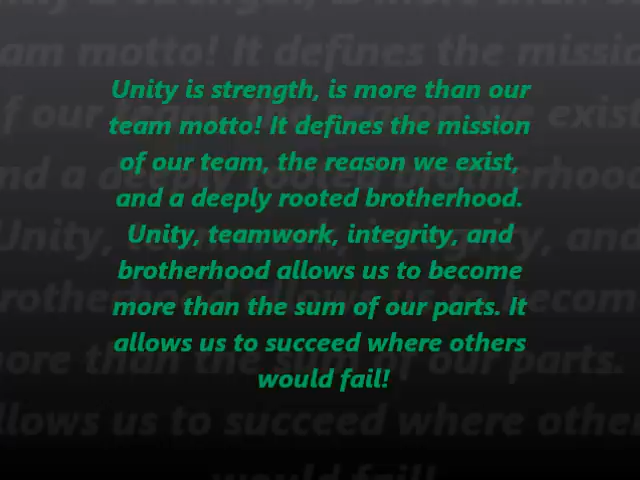 Unity is strength, is more than our
team motto! It defines the mission
of our team, the reason we exist,
and a deeply rooted brotherhood.
Unity, teamwork, integrity, and
brotherhood allows us to become
more than the sum of our parts. It
allows us to succeed where others
would fail!